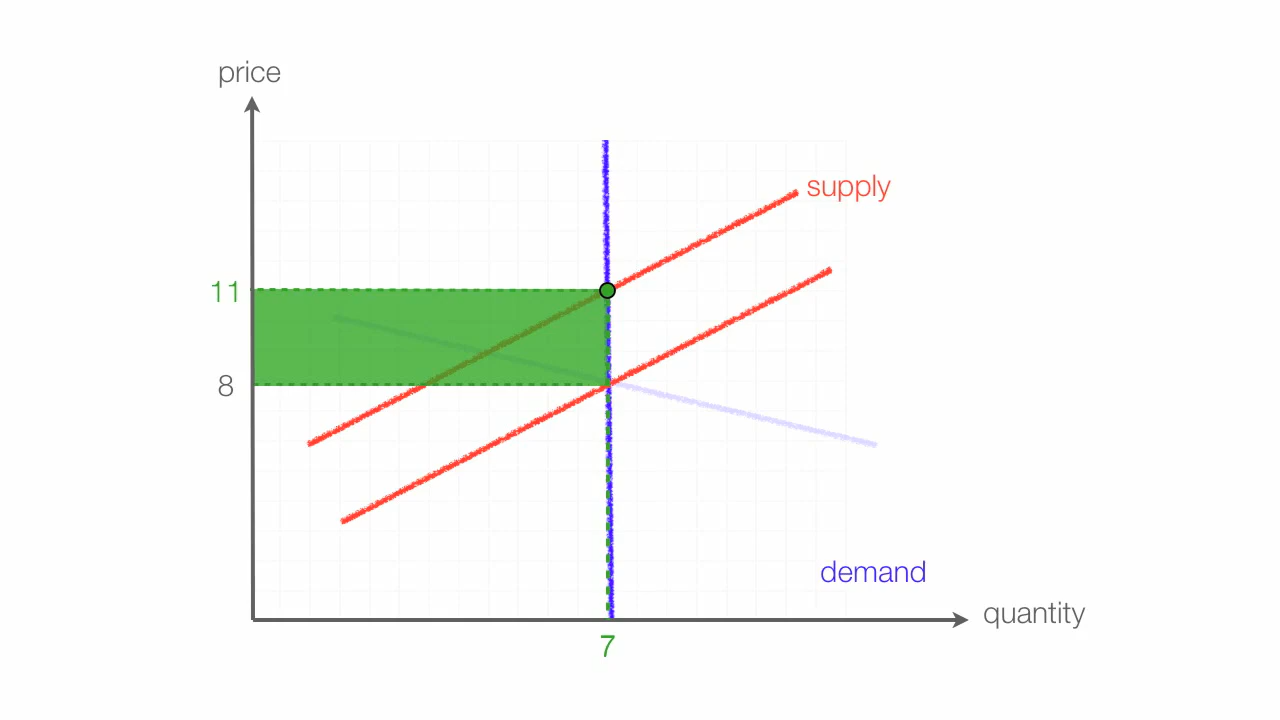 price
supply
11
8
demand
quantity
7